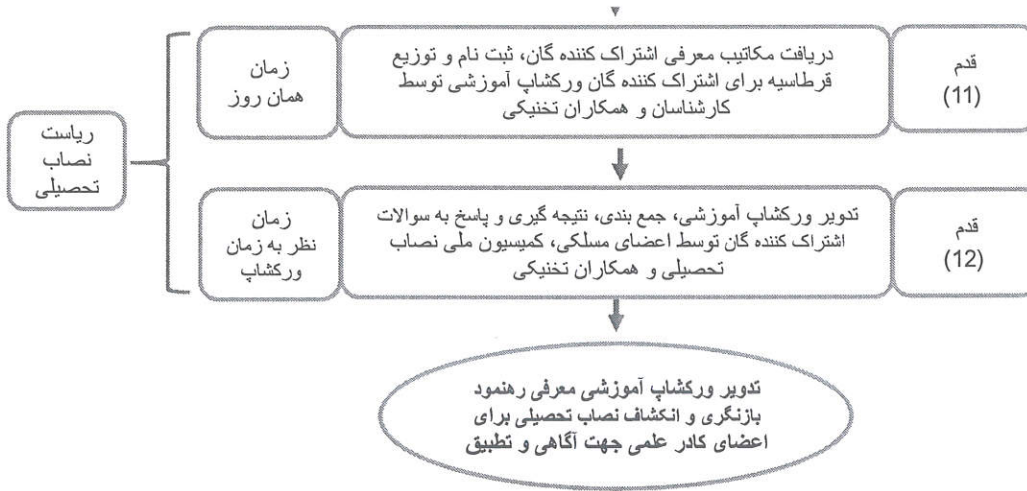 قدم
(11)
دریافت مکاتیب معرفی اشتراک کننده گان، ثبت نام و توزیع
قرطاسیه برای اشتراک کننده گان ورکشاپ آموزشی توسط
کارشناسان و همکاران تخنیکی
زمان
همان روز
ریاست
نصاب
تحصیلی
قدم
(12)
تدویر ورکشاپ آموزشی، جمع بندی، نتیجه گیری و پاسخ به سوالات
اشتراک کننده گان توسط اعضای مسلکی، کمیسیون ملی نصاب
تحصیلی و همکاران تخنیکی
زمان
نظر به زمان
ورکشاپ
تدویر ورکشاپ آموزشی معرفی رهنمود
بازنگری و انکشاف نصاب تحصیلی برای
اعضای کادر علمی جهت آگاهی و تطبیق